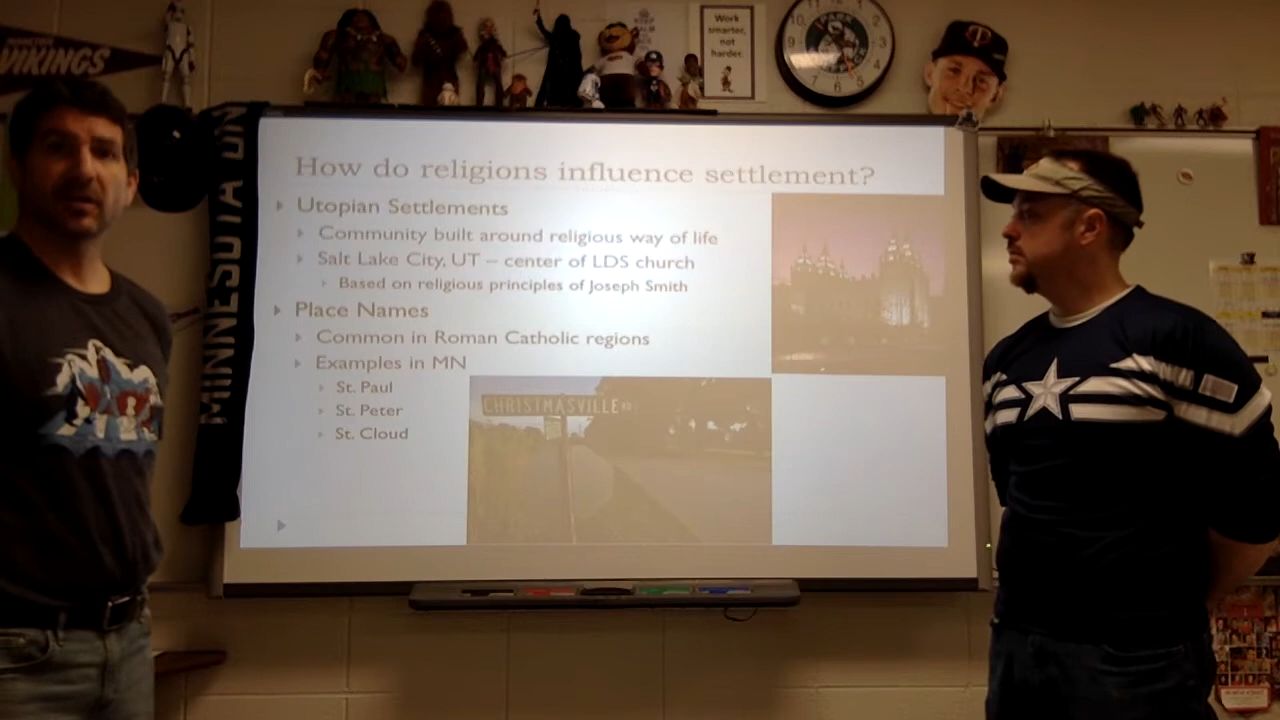 VIKINGS
Work
smarter,
not
harder.
MINNESOTA UN
How do religions influence settlement?
Utopian Settlements
Community built around religious way of life
Salt Lake City, UT – center of LDS church
Based on religious principles of Joseph Smith
Place Names
Common in Roman Catholic regions
Examples in MN
St. Paul
St. Peter
St. Cloud
CHRISTMASVILLE RD